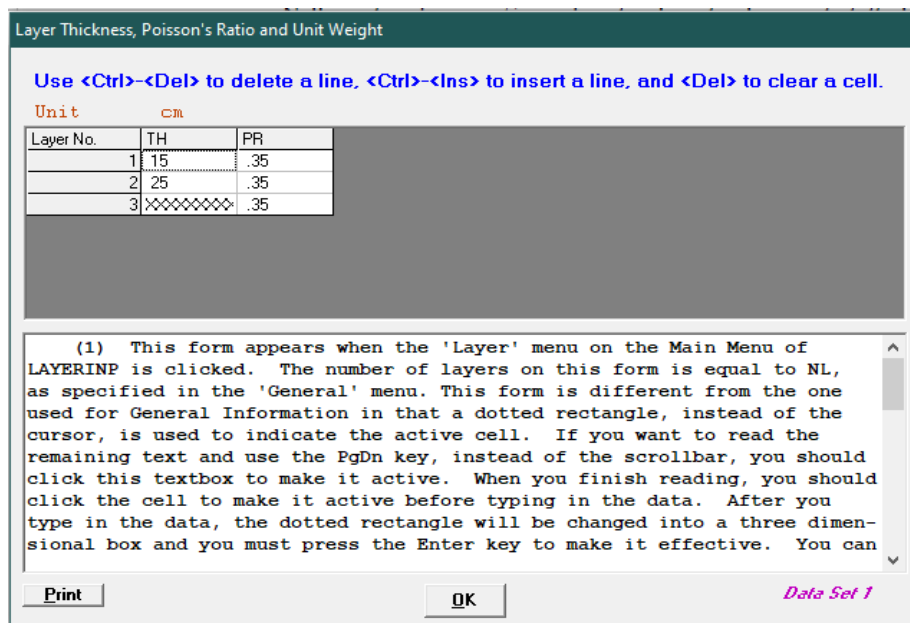 Layer Thickness, Poisson's Ratio and Unit Weight
Use <Ctrl>-<Del> to delete a line, <Ctrl>-<Ins> to insert a line, and <Del> to clear a cell.
Unit cm
Layer No. TH PR
1 15 .35
2 25 .35
3 XXXXXXXX .35
(1) This form appears when the 'Layer' menu on the Main Menu of
LAYERINP is clicked. The number of layers on this form is equal to NL,
as specified in the 'General' menu. This form is different from the one
used for General Information in that a dotted rectangle, instead of the
cursor, is used to indicate the active cell. If you want to read the
remaining text and use the PgDn key, instead of the scrollbar, you should
click this textbox to make it active. When you finish reading, you should
click the cell to make it active before typing in the data. After you
type in the data, the dotted rectangle will be changed into a three dimen-
sional box and you must press the Enter key to make it effective. You can
Print OK Data Set 1